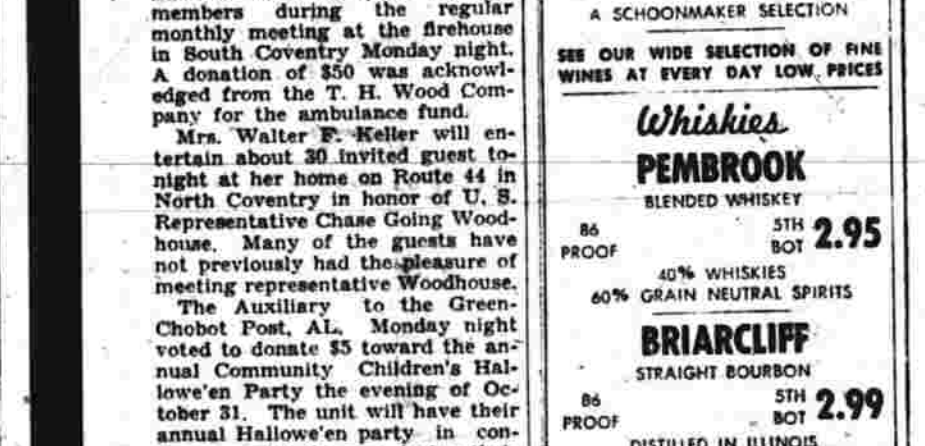 members during the regular
monthly meeting at the firehouse
in South Coventry Monday night.
A donation of $50 was acknowl-
edged from the T. H. Wood Com-
pany for the ambulance fund.
Mrs. Walter F. Keller will en-
tertain about 30 invited guest to-
night at her home on Route 44 in
North Coventry in honor of U. S.
Representative Chase Going Wood-
house. Many of the guests have
not previously had the pleasure of
meeting representative Woodhouse.
The Auxiliary to the Green-
Chobot Post, AL. Monday night
voted to donate $5 toward the an-
nual Community Children's Hal-
lowe'en Party the evening of Oc-
tober 31. The unit will have their
annual Hallowe'en party in con-
A SCHOONMAKER SELECTION
SEE OUR WIDE SELECTION OF FINE
WINES AT EVERY DAY LOW PRICES
Whiskies
PEMBROOK
BLENDED WHISKEY
86
PROOF
5TH
BOT 2.95
40% WHISKIES
60% GRAIN NEUTRAL SPIRITS
BRIARCLIFF
STRAIGHT BOURBON
86
PROOF
5TH
BOT 2.99
DISTILLED IN ILLINOIS